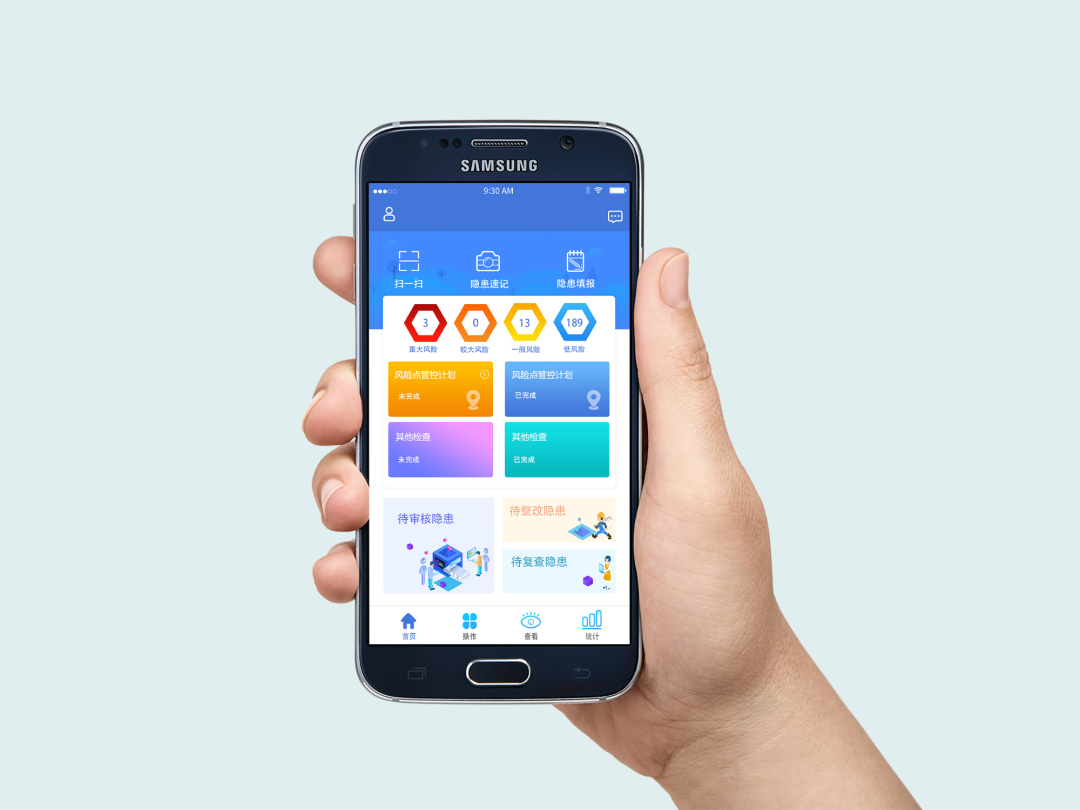 SAMSUNG
9:30 AM
扫一扫
隐患速记
隐患填报
3
0
13
189
重大风险
较大风险
一般风险
低风险
风险点管控计划
未完成
风险点管控计划
已完成
其他检查
未完成
其他检查
已完成
待审核隐患
待整改隐患
待复查隐患
首页
操作
查看
统计